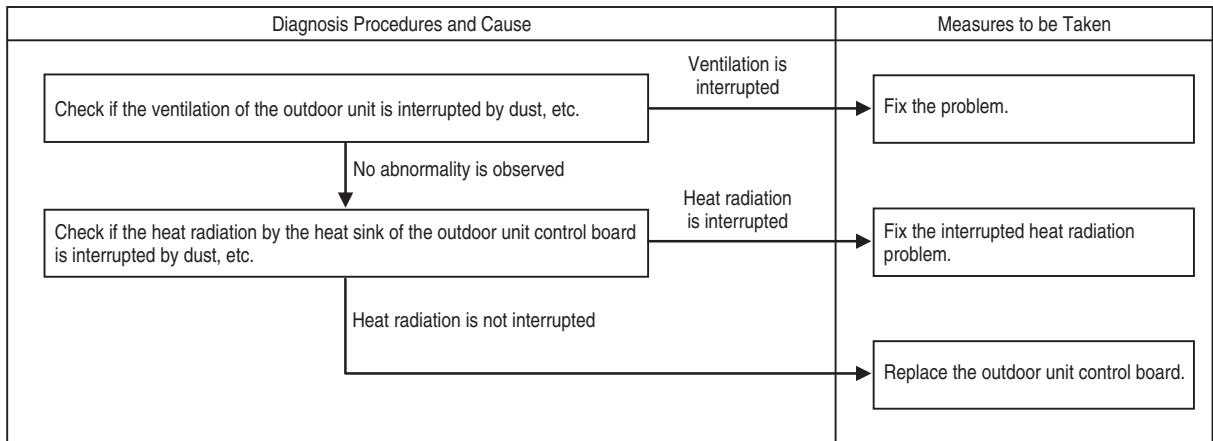 Diagnosis Procedures and Cause
Measures to be Taken
Check if the ventilation of the outdoor unit is interrupted by dust, etc.
Ventilation is
interrupted
Fix the problem.
No abnormality is observed
Check if the heat radiation by the heat sink of the outdoor unit control board
is interrupted by dust, etc.
Heat radiation
is interrupted
Fix the interrupted heat radiation
problem.
Heat radiation is not interrupted
Replace the outdoor unit control board.